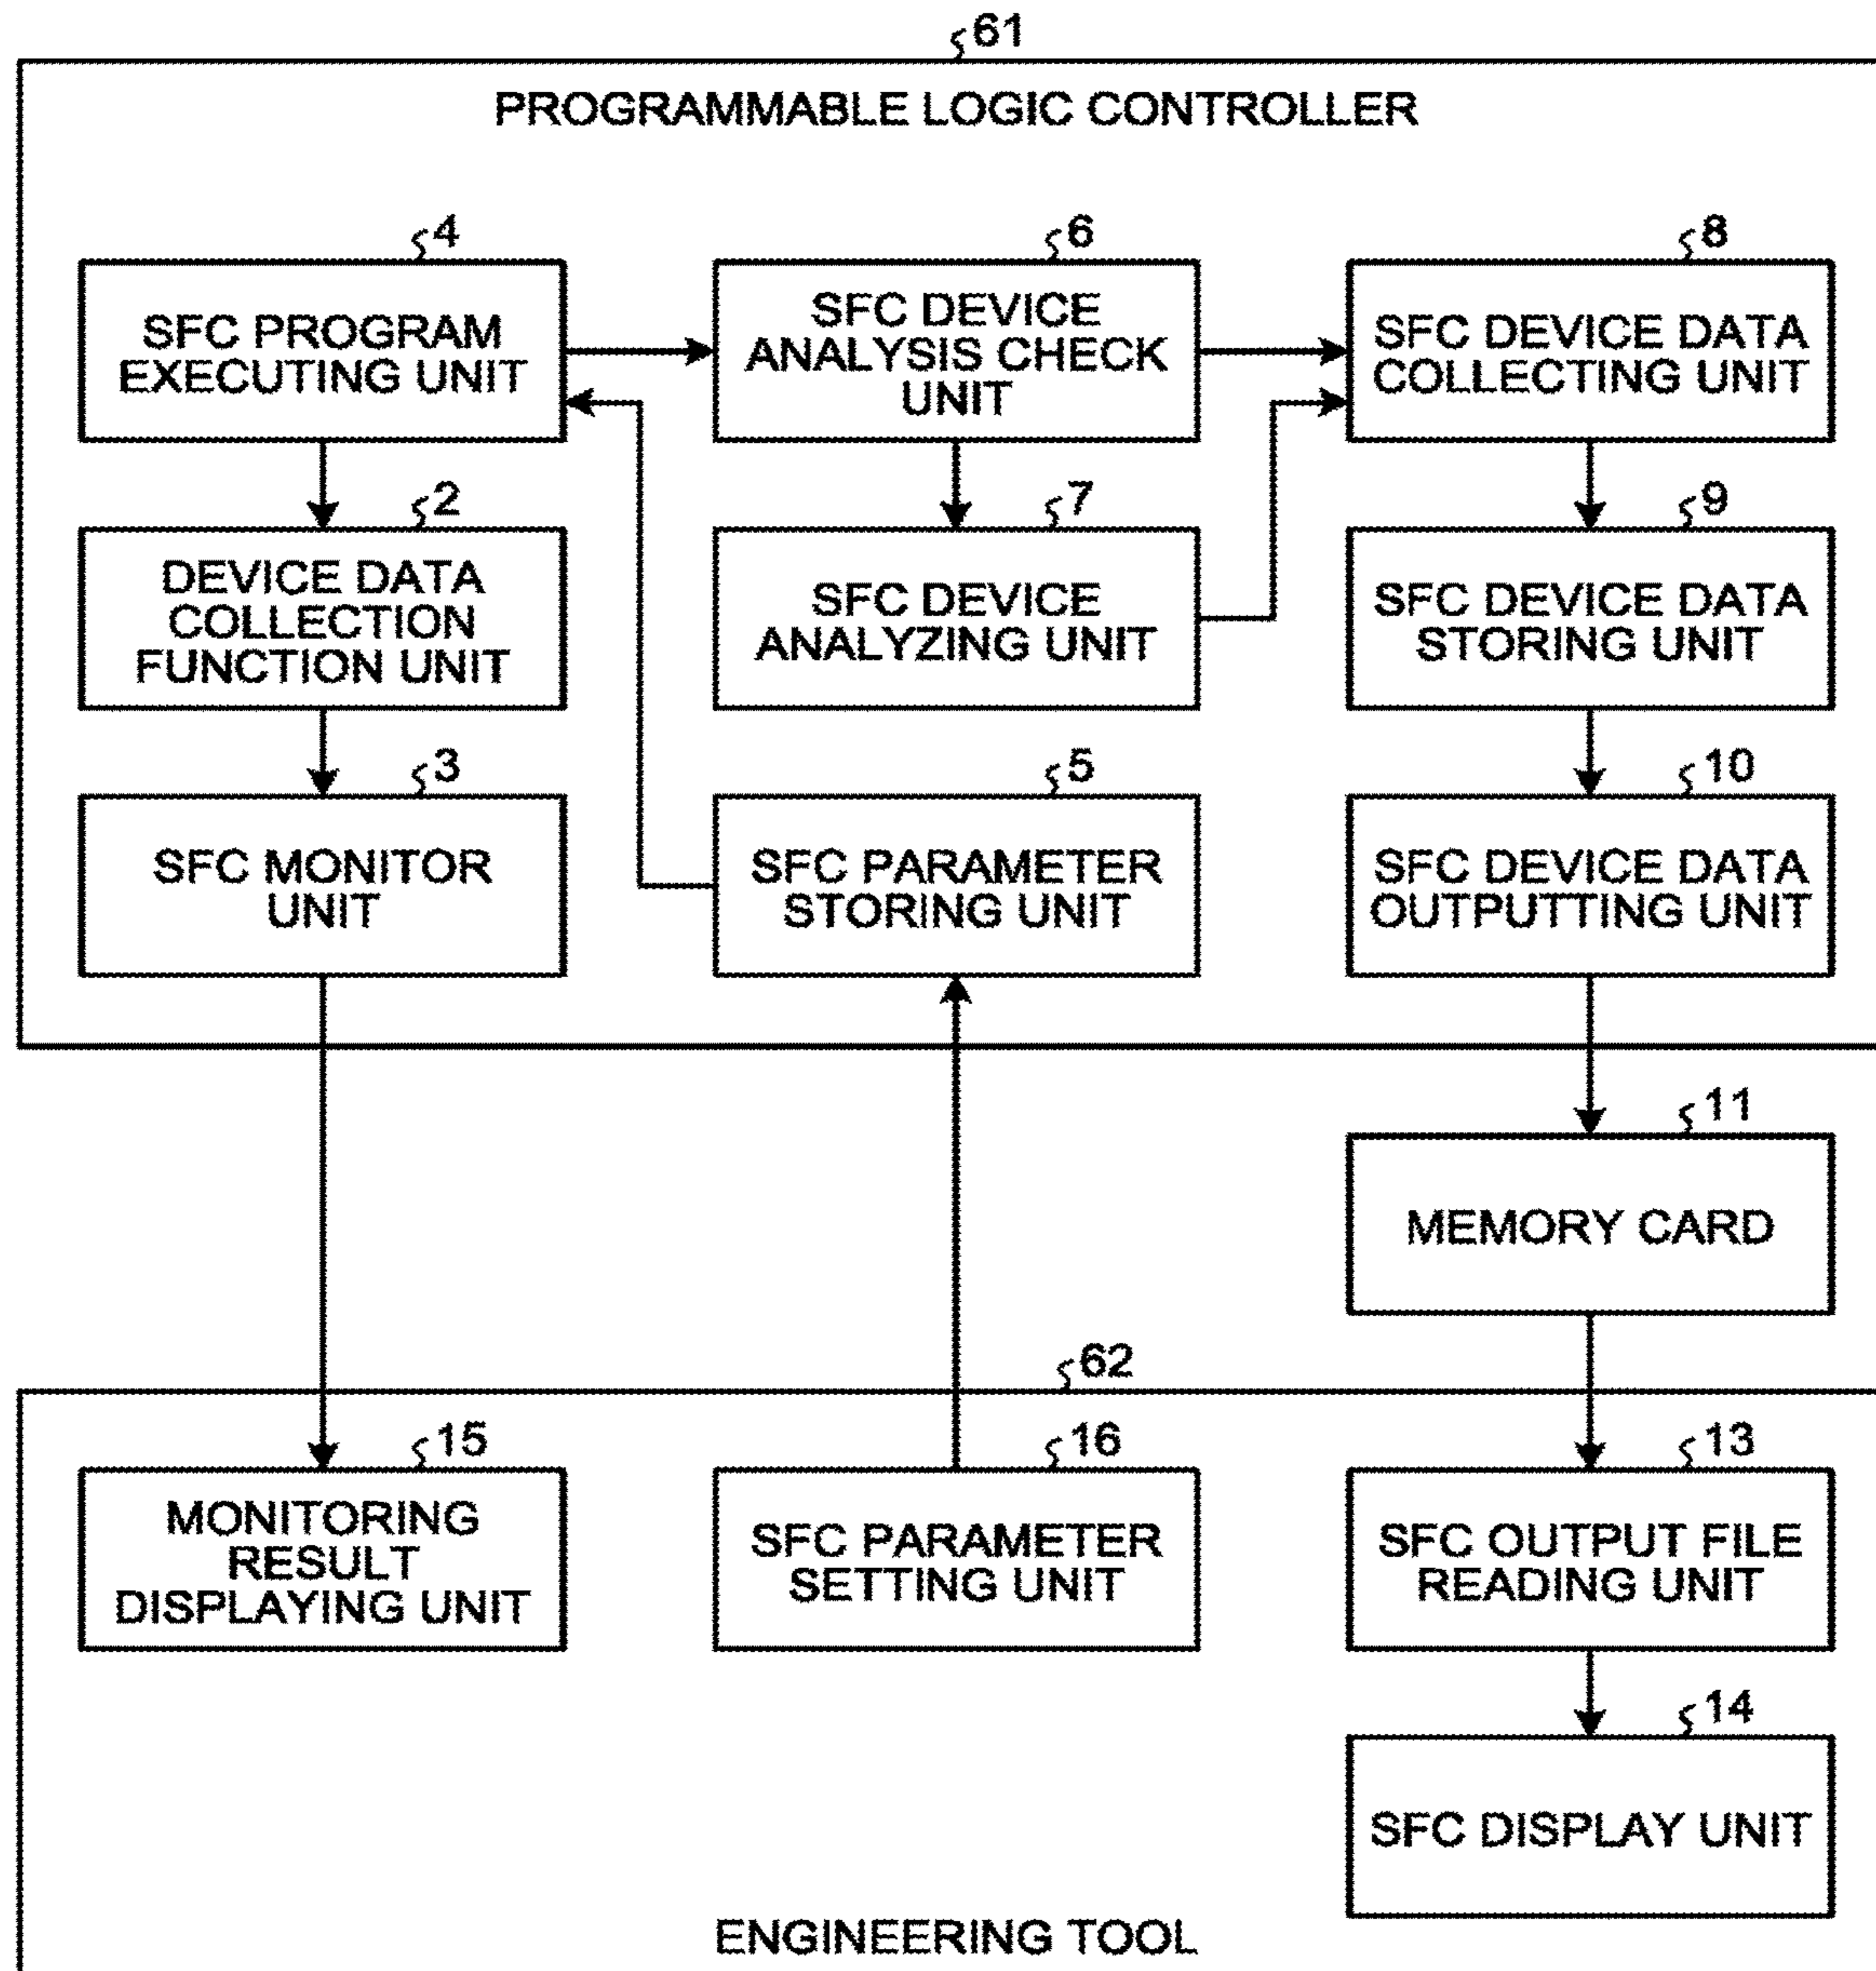 61
PROGRAMMABLE LOGIC CONTROLLER
4
SFC PROGRAM
EXECUTING UNIT
6
SFC DEVICE
ANALYSIS CHECK
UNIT
8
SFC DEVICE DATA
COLLECTING UNIT
2
DEVICE DATA
COLLECTION
FUNCTION UNIT
7
SFC DEVICE
ANALYZING UNIT
9
SFC DEVICE DATA
STORING UNIT
3
SFC MONITOR
UNIT
5
SFC PARAMETER
STORING UNIT
10
SFC DEVICE DATA
OUTPUTTING UNIT
11
MEMORY CARD
62
15
MONITORING
RESULT
DISPLAYING UNIT
16
SFC PARAMETER
SETTING UNIT
13
SFC OUTPUT FILE
READING UNIT
14
SFC DISPLAY UNIT
ENGINEERING TOOL